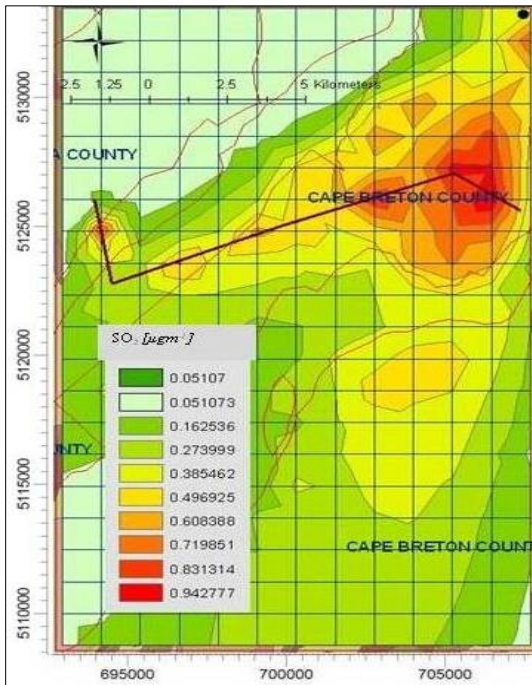 5130000
2.5 1.25 0 2.5 5 Kilometers
A COUNTY
CAPE BRETON COUNTY
5125000
5120000
SO₂ [µgm⁻³]
0.05107
0.051073
0.162536
0.273999
0.385462
0.496925
0.608388
0.719851
0.831314
0.942777
UNTY
5115000
CAPE BRETON COUNT
5110000
695000 700000 705000